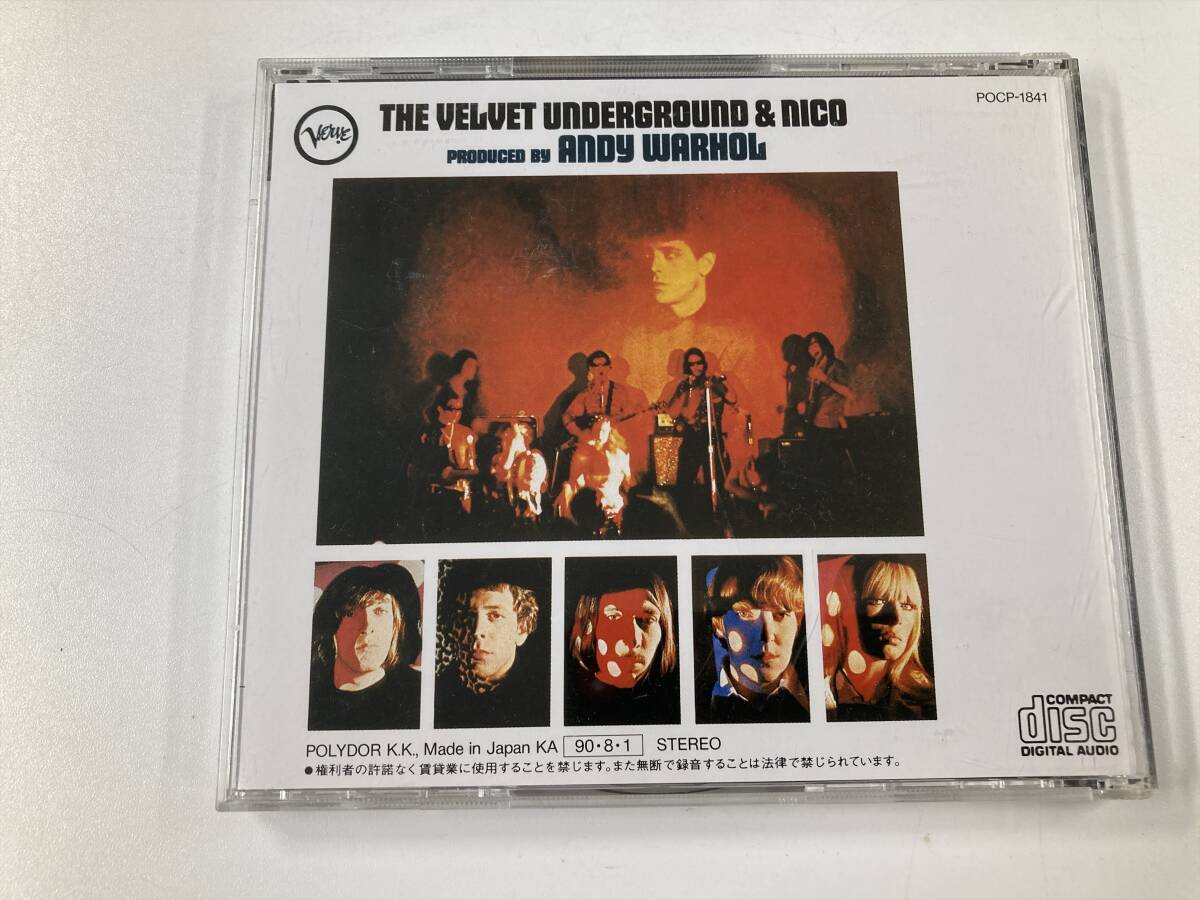 POCP-1841
Verve
THE VELVET UNDERGROUND & NICO
PRODUCED BY ANDY WARHOL
COMPACT
disc
DIGITAL AUDIO
POLYDOR K.K., Made in Japan KA 90・8・1 STEREO
●権利者の許諾なく賃貸業に使用することを禁じます。また無断で録音することは法律で禁じられています。